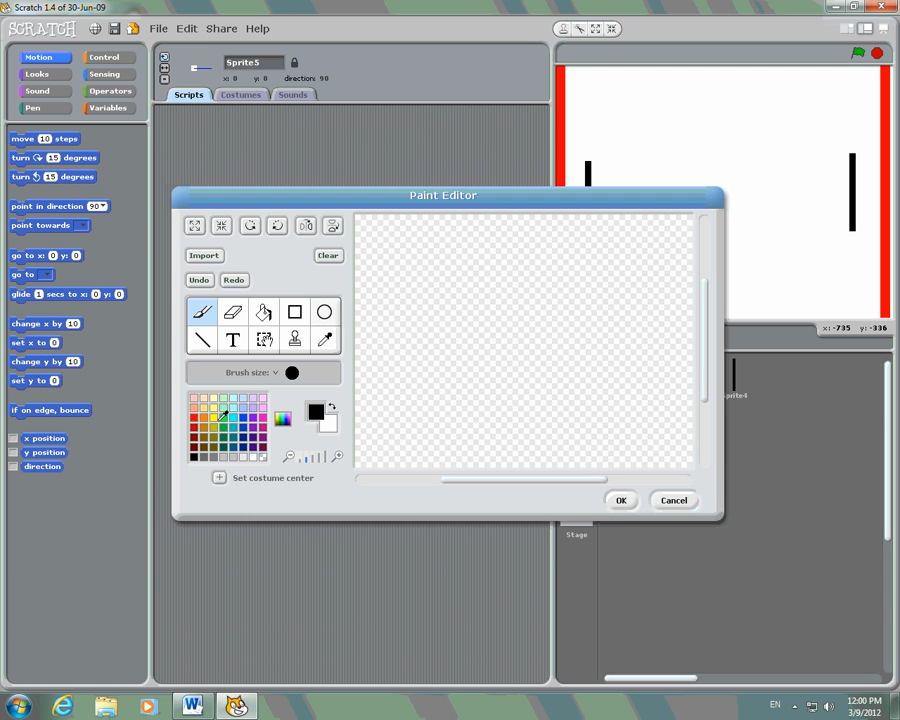 Scratch 1.4 of 30-Jun-09
SCRATCH File Edit Share Help
Motion Control
Looks Sensing
Sound Operators
Pen Variables
Sprite5
x: 0 y: 0 direction: 90
Scripts Costumes Sounds
move 10 steps
turn 15 degrees
turn 15 degrees
point in direction 90
point towards
go to x: 0 y: 0
go to
glide 1 secs to x: 0 y: 0
change x by 10
set x to 0
change y by 10
set y to 0
if on edge, bounce
x position
y position
direction
Paint Editor
Import Clear
Undo Redo
T
Brush size:
Set costume center
OK Cancel
x: -735 y: -336
Stage
EN
12:00 PM
3/9/2012